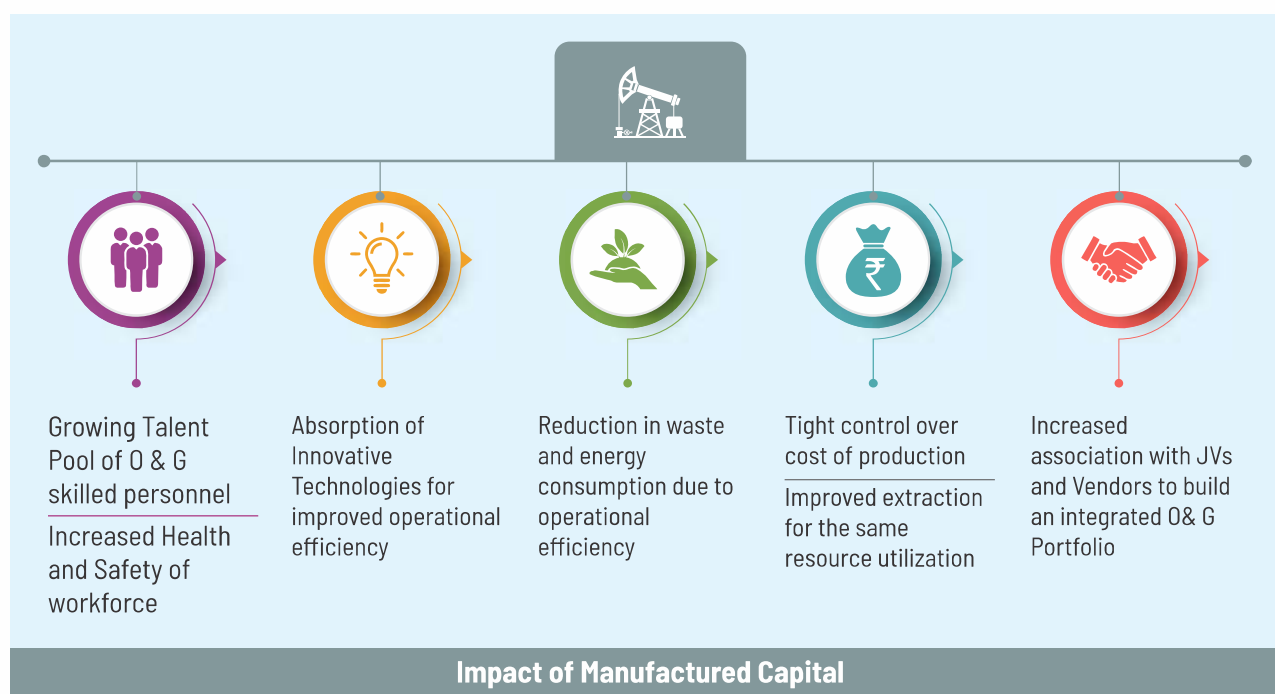 Growing Talent
Pool of O & G
skilled personnel
Increased Health
and Safety of
workforce
Absorption of
Innovative
Technologies for
improved operational
efficiency
Reduction in waste
and energy
consumption due to
operational
efficiency
₹
Tight control over
cost of production
Improved extraction
for the same
resource utilization
Increased
association with JVs
and Vendors to build
an integrated O& G
Portfolio
Impact of Manufactured Capital